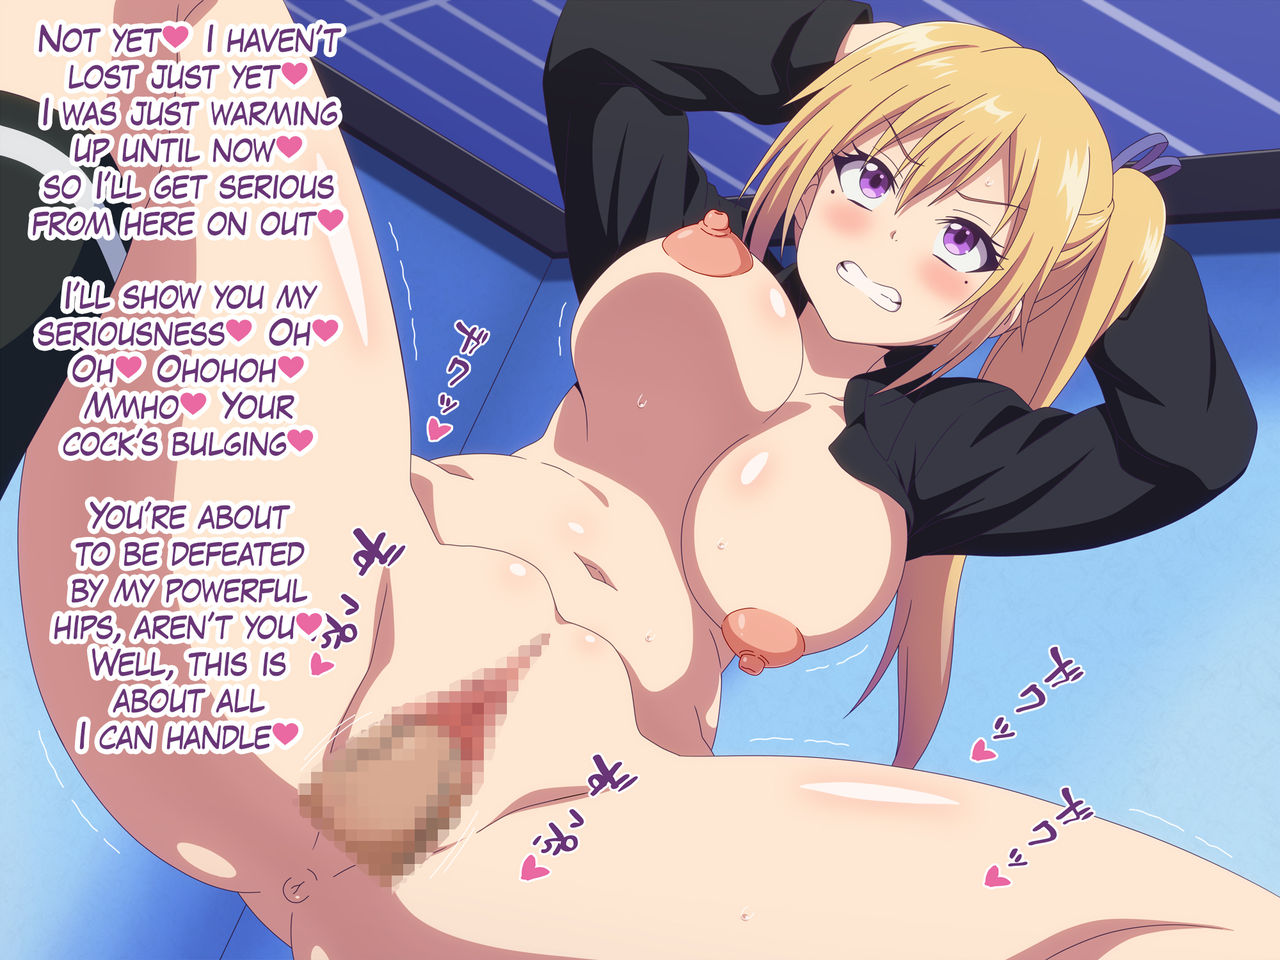 NOT YET♥ I HAVEN'T
LOST JUST YET♥
I WAS JUST WARMING
UP UNTIL NOW♥
SO I'LL GET SERIOUS
FROM HERE ON OUT♥
I'LL SHOW YOU MY
SERIOUSNESS♥ OH♥
OH♥ OHOHOH♥
MMHO♥ YOUR
COCK'S BULGING♥
YOU'RE ABOUT
TO BE DEFEATED
BY MY POWERFUL
HIPS, AREN'T YOU♥
WELL, THIS IS
ABOUT ALL
I CAN HANDLE♥
ガクッ♥
ガクッ♥
ガクッ♥